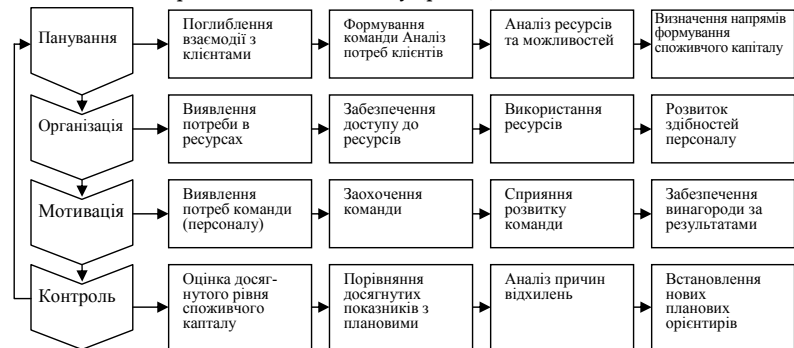 Панування
Поглиблення
взаємодії з
клієнтами
Формування
команди Аналіз
потреб клієнтів
Аналіз ресурсів
та можливостей
Визначення напрямів
формування
споживчого капіталу
Організація
Виявлення
потреби в
ресурсах
Забезпечення
доступу до
ресурсів
Використання
ресурсів
Розвиток
здібностей
персоналу
Мотивація
Виявлення
потреб команди
(персоналу)
Заохочення
команди
Сприяння
розвитку
команди
Забезпечення
винагороди за
результатами
Контроль
Оцінка досяг-
нутого рівня
споживчого
капталу
Порівняння
досягнутих
показників з
плановими
Аналіз причин
відхилень
Встановлення
нових
планових
орієнтирів